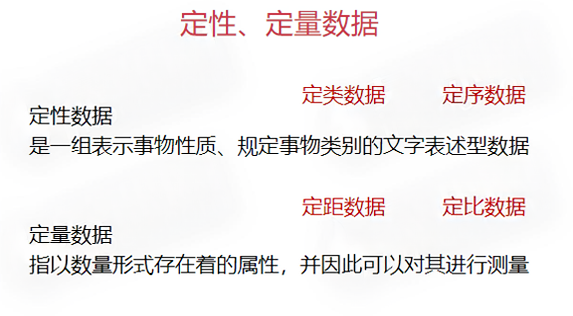 定性、定量数据
定类数据 定序数据
定性数据
是一组表示事物性质、规定事物类别的文字表述型数据
定距数据 定比数据
定量数据
指以数量形式存在着的属性，并因此可以对其进行测量